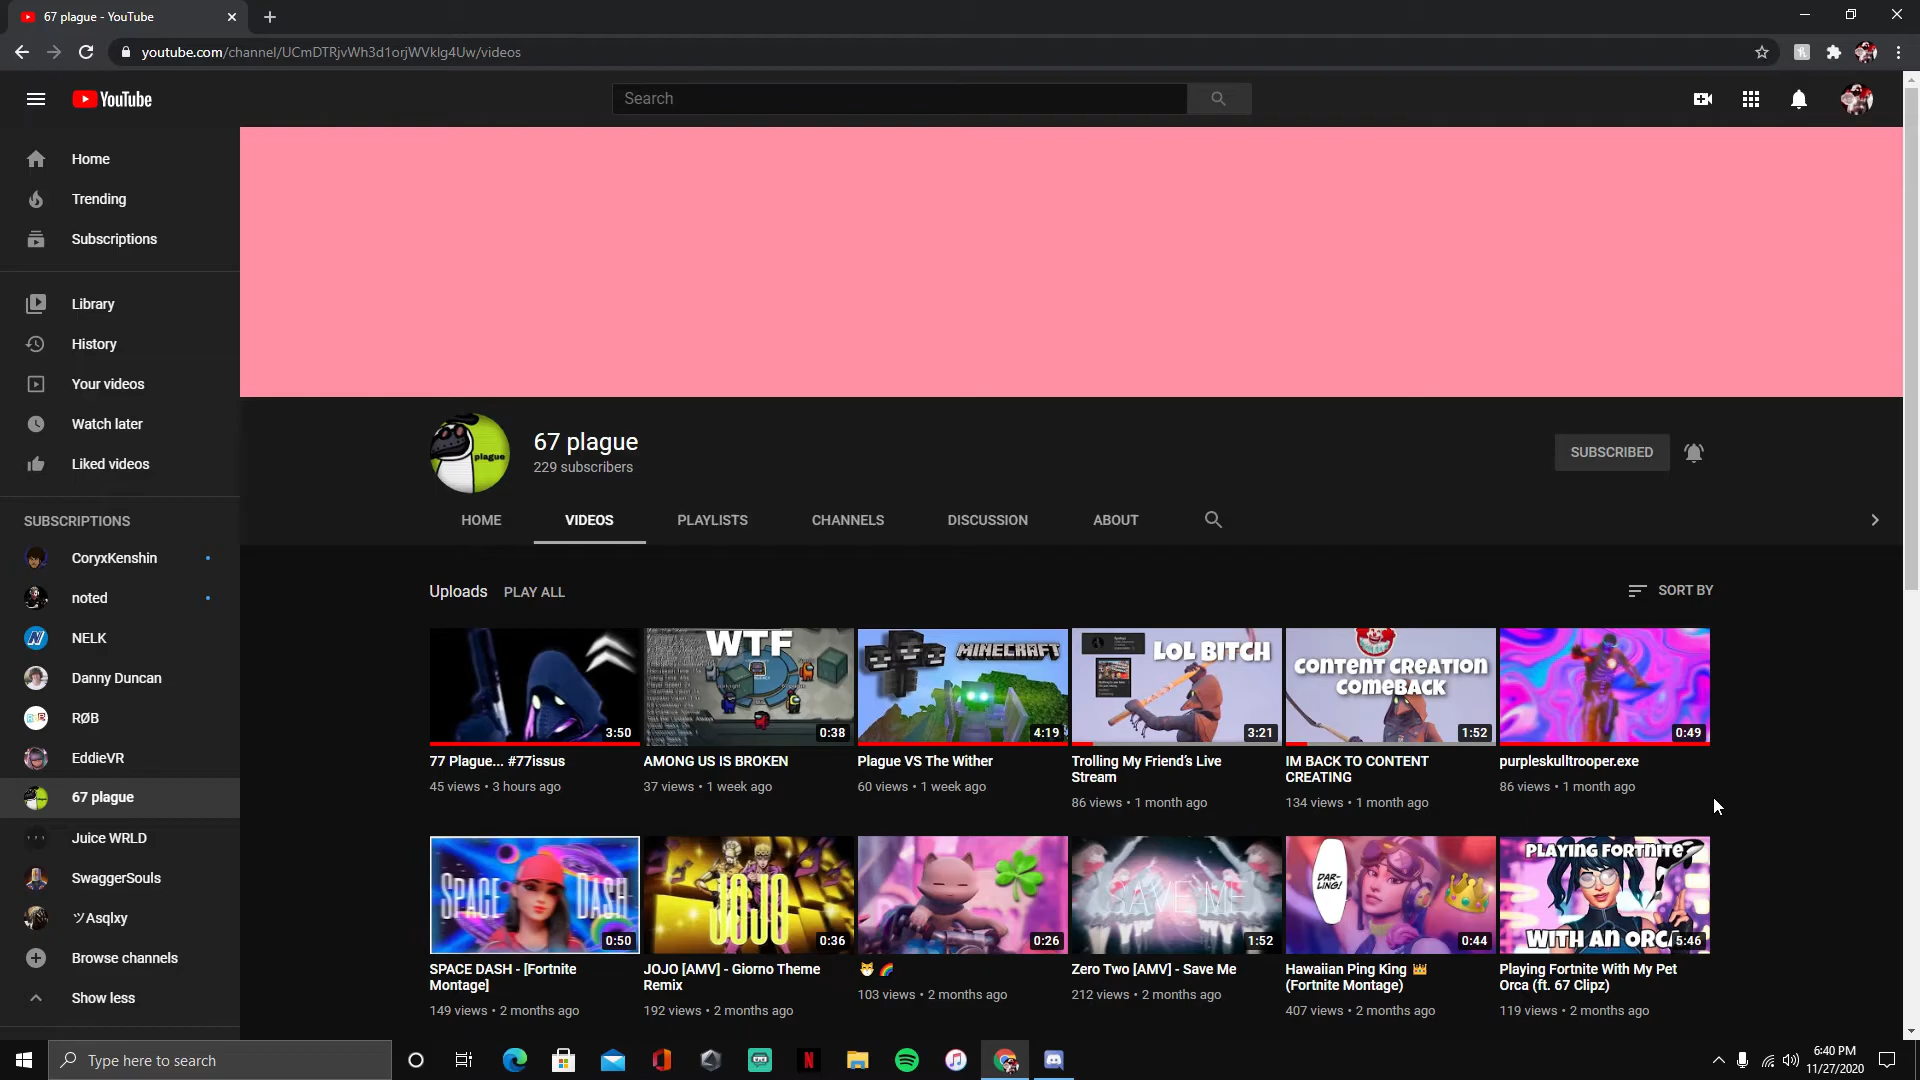 67 plague - YouTube
youtube.com/channel/UCmDTRjvWh3d1orjWVklg4Uw/videos
YouTube
Search
Home
Trending
Subscriptions
Library
History
Your videos
Watch later
Liked videos
SUBSCRIPTIONS
CoryxKenshin
noted
NELK
Danny Duncan
RØB
EddieVR
67 plague
Juice WRLD
SwaggerSouls
ツAsqlxy
Browse channels
Show less
plague
67 plague
229 subscribers
SUBSCRIBED
HOME
VIDEOS
PLAYLISTS
CHANNELS
DISCUSSION
ABOUT
Uploads
PLAY ALL
SORT BY
3:50
77 Plague... #77issus
45 views • 3 hours ago
WTF
0:38
AMONG US IS BROKEN
37 views • 1 week ago
MINECRAFT
4:19
Plague VS The Wither
60 views • 1 week ago
LOL BITCH
3:21
Trolling My Friend's Live
Stream
86 views • 1 month ago
CONTENT CREATION
COMEBACK
1:52
IM BACK TO CONTENT
CREATING
134 views • 1 month ago
0:49
purpleskulltrooper.exe
86 views • 1 month ago
SPACE DASH
0:50
SPACE DASH - [Fortnite
Montage]
149 views • 2 months ago
JOJO
0:36
JOJO [AMV] - Giorno Theme
Remix
192 views • 2 months ago
0:26
😼 🌈
103 views • 2 months ago
SAVE ME
1:52
Zero Two [AMV] - Save Me
212 views • 2 months ago
DAR-
LING!
0:44
Hawaiian Ping King 👑
(Fortnite Montage)
407 views • 2 months ago
PLAYING FORTNITE
WITH AN ORCA
5:46
Playing Fortnite With My Pet
Orca (ft. 67 Clipz)
119 views • 2 months ago
Type here to search
6:40 PM
11/27/2020